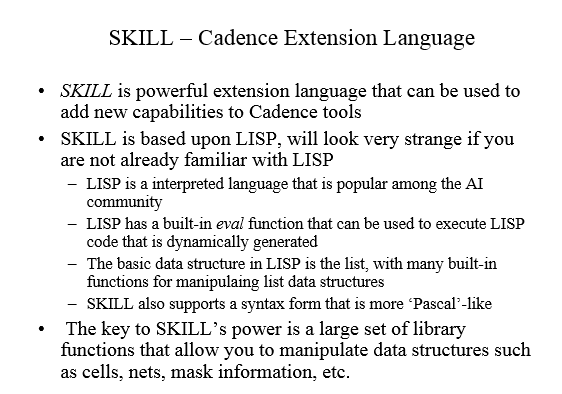 SKILL – Cadence Extension Language
• SKILL is powerful extension language that can be used to
add new capabilities to Cadence tools
• SKILL is based upon LISP, will look very strange if you
are not already familiar with LISP
– LISP is a interpreted language that is popular among the AI
community
– LISP has a built-in eval function that can be used to execute LISP
code that is dynamically generated
– The basic data structure in LISP is the list, with many built-in
functions for manipulaing list data structures
– SKILL also supports a syntax form that is more ‘Pascal’-like
• The key to SKILL’s power is a large set of library
functions that allow you to manipulate data structures such
as cells, nets, mask information, etc.